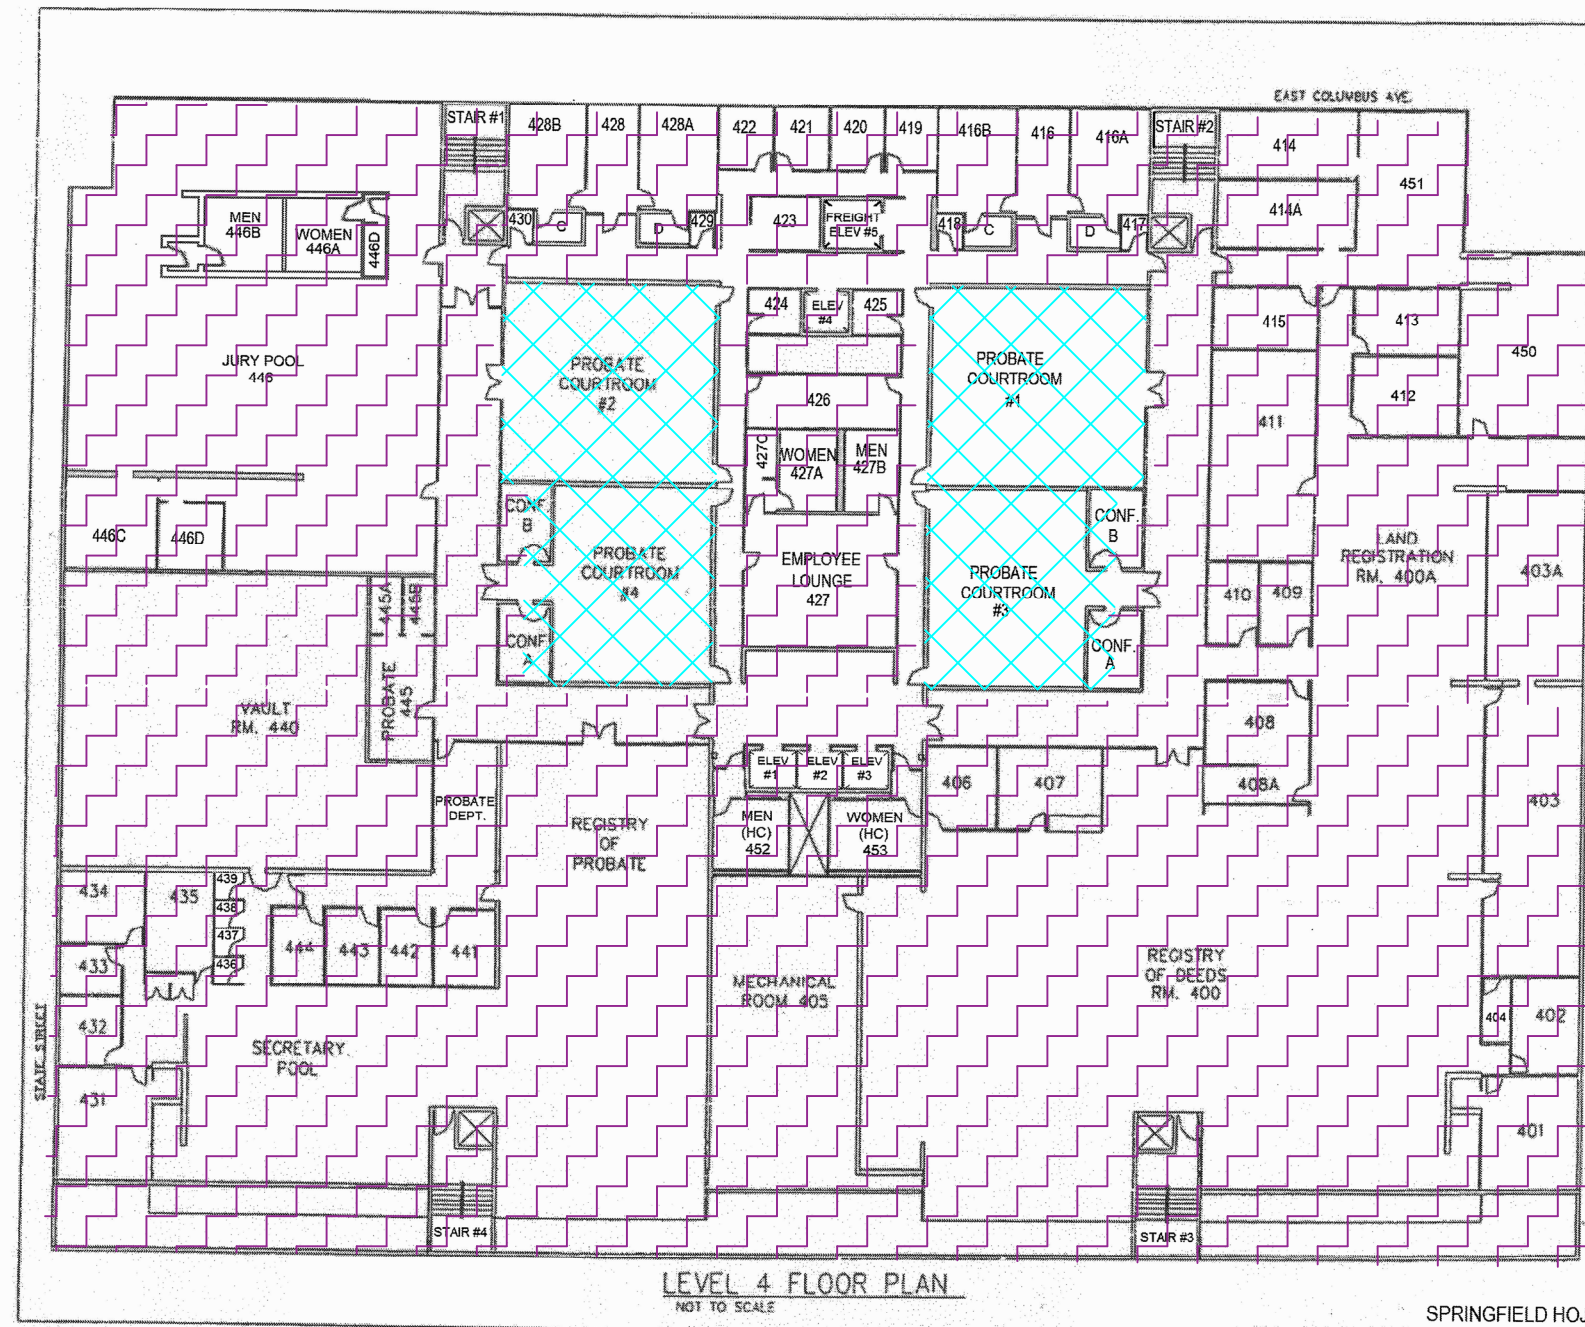 EAST COLUMBUS AVE.
STAIR #1
428B
428
428A
422
421
420
419
416B
416
416A
STAIR #2
414
451
MEN
446B
WOMEN
446A
446D
430
C
D
429
423
FREIGHT
ELEV #5
418
C
D
417
414A
424
ELEV
#4
425
415
413
450
JURY POOL
446
PROBATE
COURTROOM
#2
426
PROBATE
COURTROOM
#1
411
412
427C
WOMEN
427A
MEN
427B
446C
446D
CONF.
B
PROBATE
COURTROOM
#4
CONF.
A
EMPLOYEE
LOUNGE
427
PROBATE
COURTROOM
#3
CONF.
B
CONF.
A
410
409
LAND
REGISTRATION
RM. 400A
403A
445A
445B
PROBATE
445
VAULT
RM. 440
408
408A
403
PROBATE
DEPT.
REGISTRY
OF
PROBATE
ELEV
#1
ELEV
#2
ELEV
#3
MEN
(HC)
452
WOMEN
(HC)
453
406
407
434
435
439
438
437
436
433
432
431
444
443
442
441
SECRETARY
POOL
MECHANICAL
ROOM 405
REGISTRY
OF DEEDS
RM. 400
404
402
401
STATE STREET
STAIR #4
STAIR #3
LEVEL 4 FLOOR PLAN
NOT TO SCALE
SPRINGFIELD HOJ